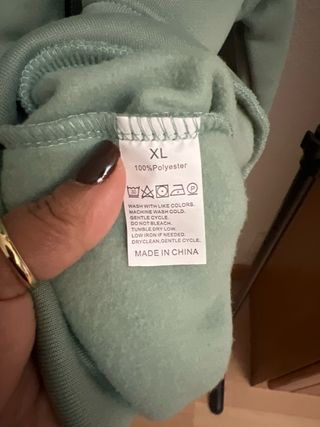 XL
100%Polyester
WASH WITH LIKE COLORS.
MACHINE WASH COLD.
GENTLE CYCLE.
DO NOT BLEACH.
TUMBLE DRY LOW.
LOW IRON IF NEEDED.
DRYCLEAN,GENTLE CYCLE.
MADE IN CHINA